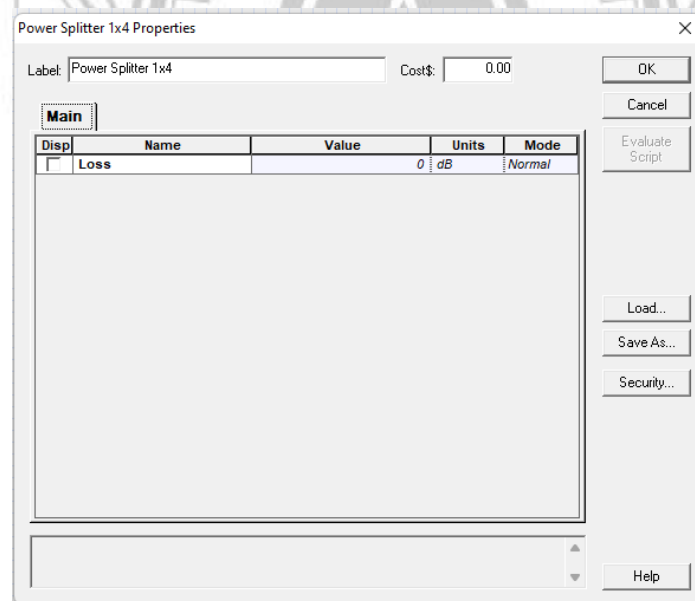 Power Splitter 1x4 Properties
Label: Power Splitter 1x4 Cost$: 0.00 OK
Cancel
Main
Evaluate
Script
Disp Name Value Units Mode
Loss 0 dB Normal
Load...
Save As...
Security...
Help